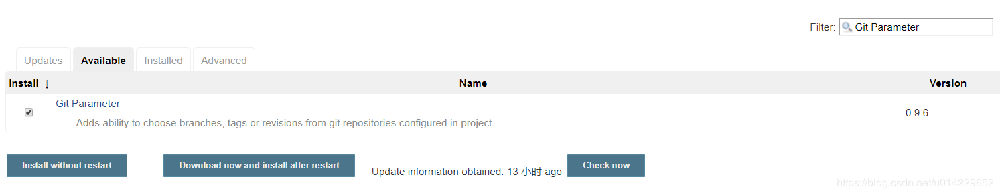 Filter: Git Parameter
Updates Available Installed Advanced
Install ↓ Name Version
Git Parameter
Adds ability to choose branches, tags or revisions from git repositories configured in project.
0.9.6
Install without restart Download now and install after restart Update information obtained: 13 小时 ago Check now
https://blog.csdn.net/u014229652